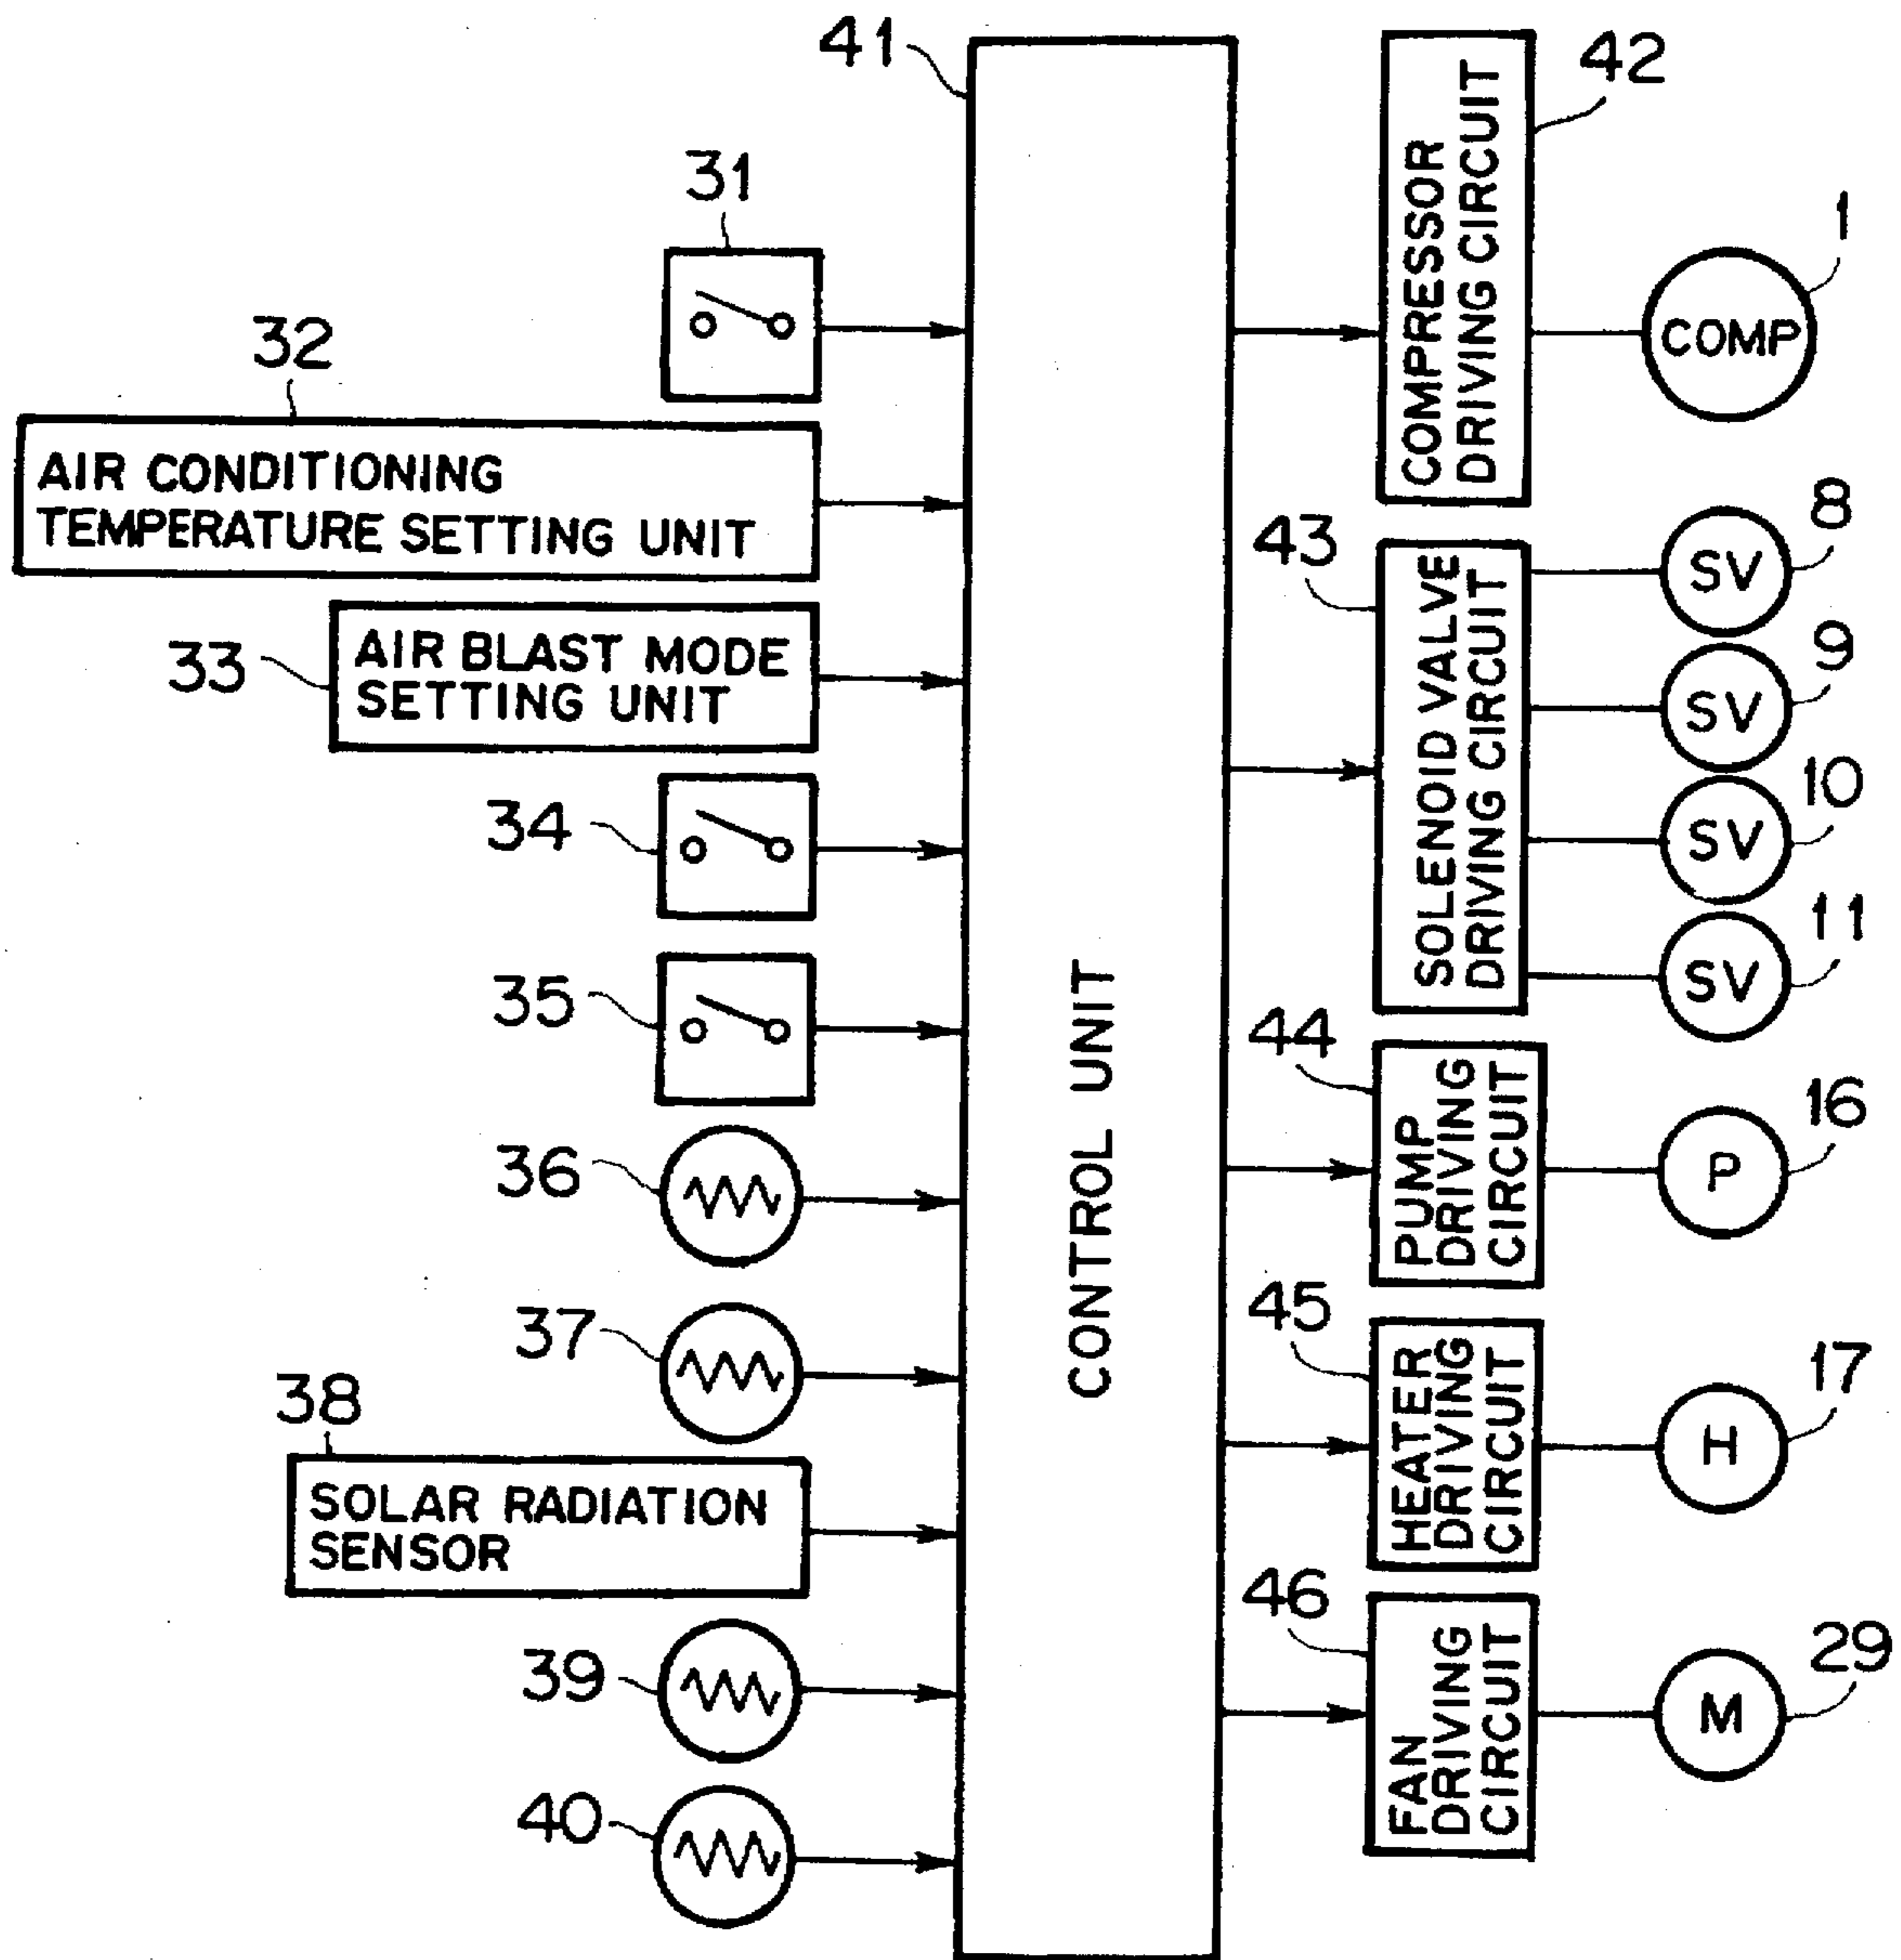 41
31
32
AIR CONDITIONING
TEMPERATURE SETTING UNIT
33
AIR BLAST MODE
SETTING UNIT
34
35
36
37
38
SOLAR RADIATION
SENSOR
39
40
CONTROL UNIT
42
COMPRESSOR
DRIVING CIRCUIT
1
COMP
43
SOLENOID VALVE
DRIVING CIRCUIT
SV
8
SV
9
SV
10
SV
11
44
PUMP
DRIVING
CIRCUIT
P
16
45
HEATER
DRIVING
CIRCUIT
H
17
46
FAN
DRIVING
CIRCUIT
M
29